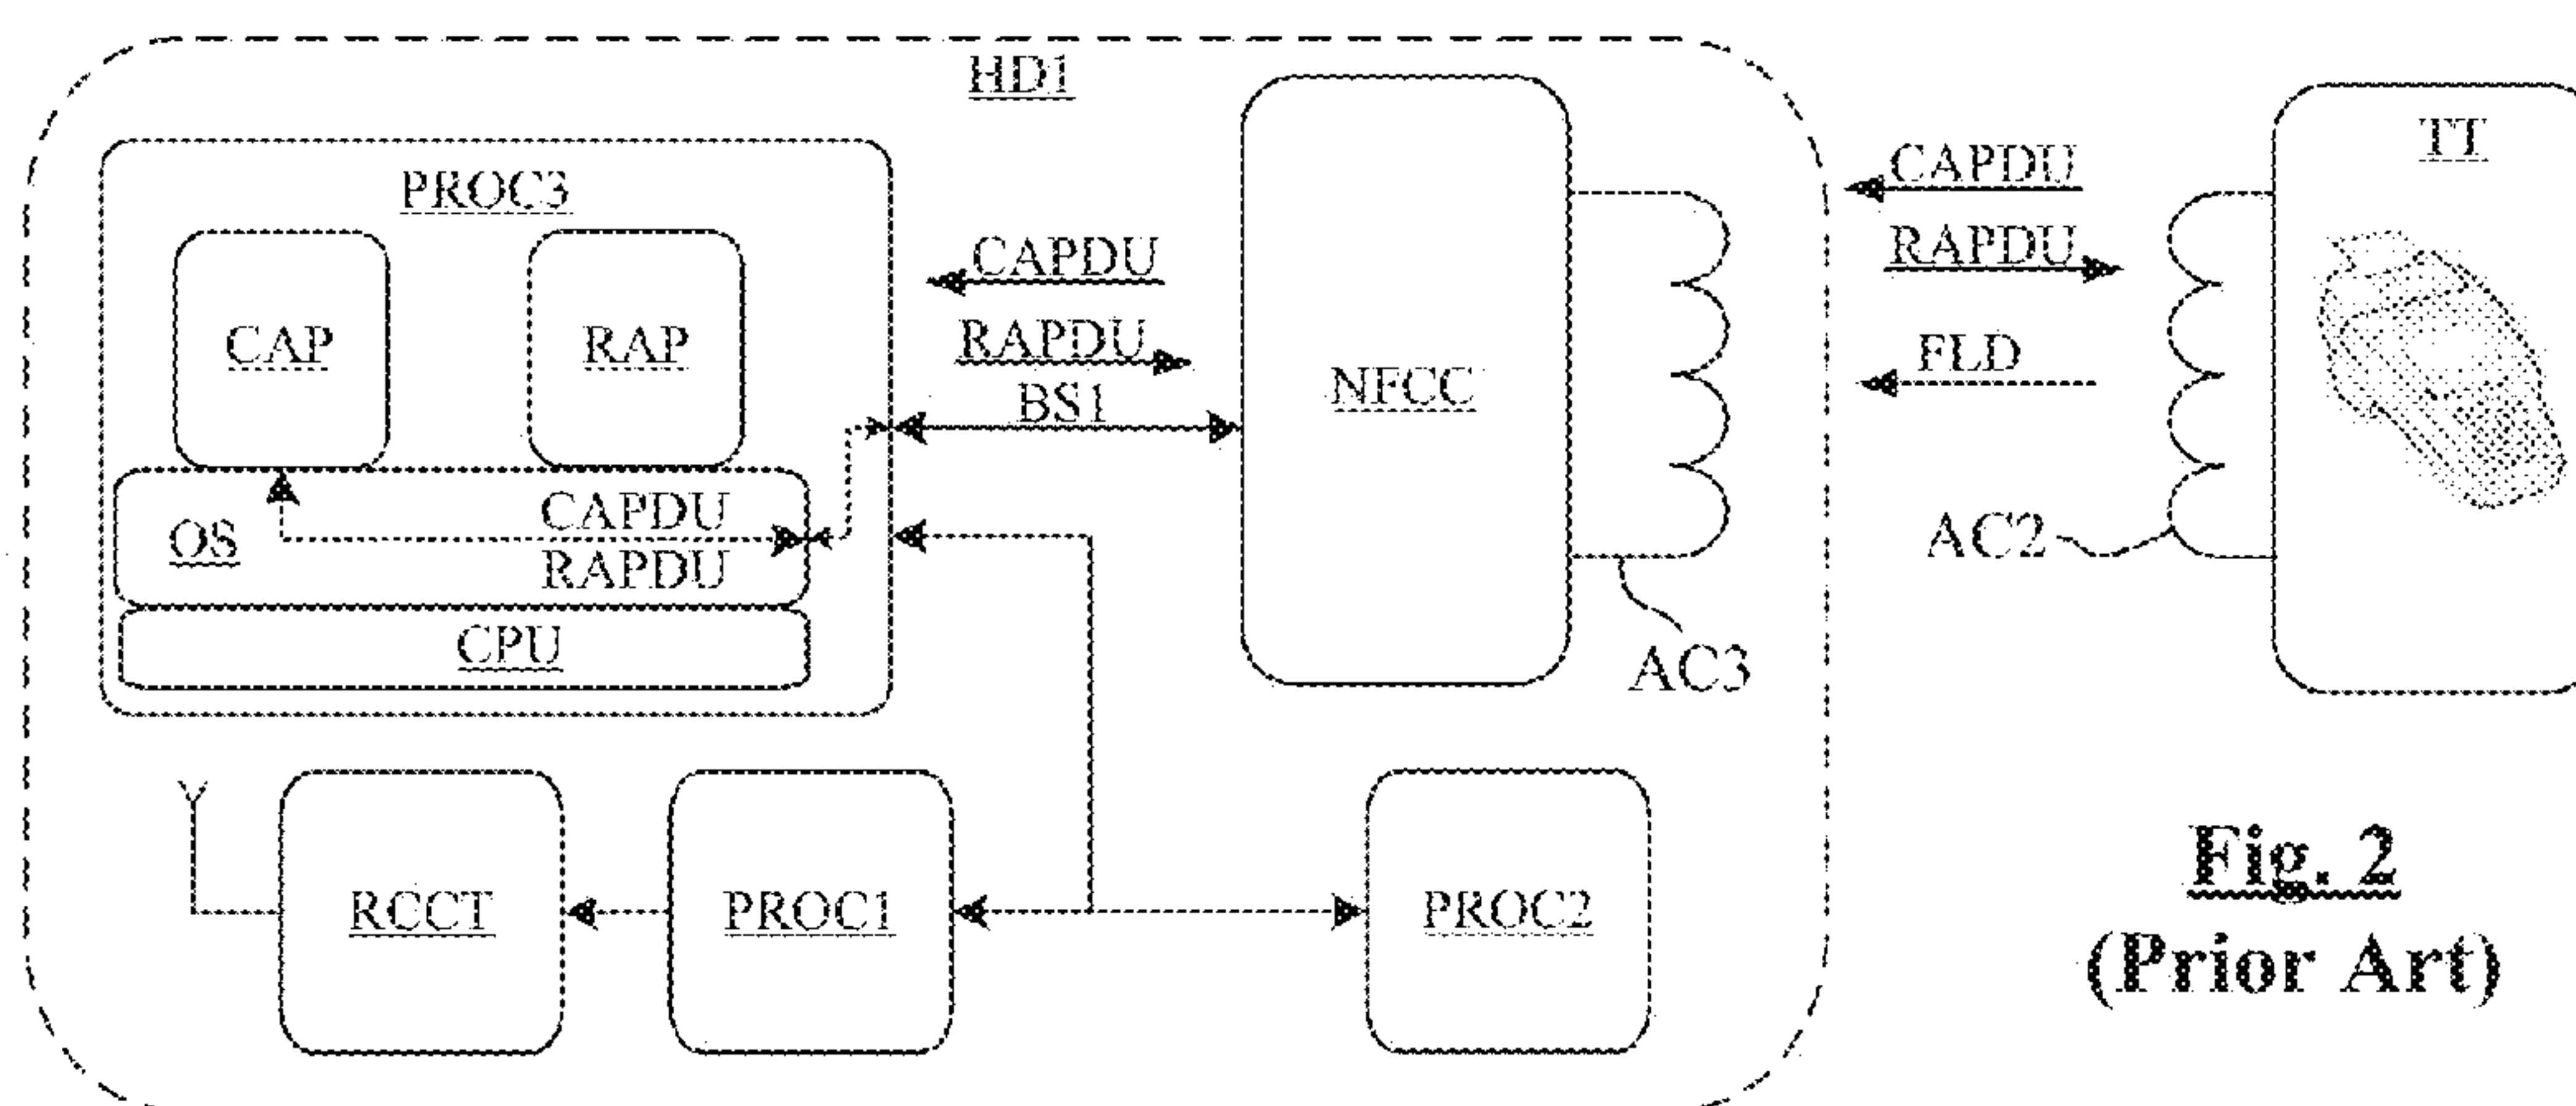 HD1
TT
PROC3
CAPDU
RAPDU
CAP
RAP
CAPDU
RAPDU
BS1
NFCC
FLD
OS
CAPDU
RAPDU
AC2
CPU
AC3
RCCT
PROC1
PROC2
Fig. 2
(Prior Art)